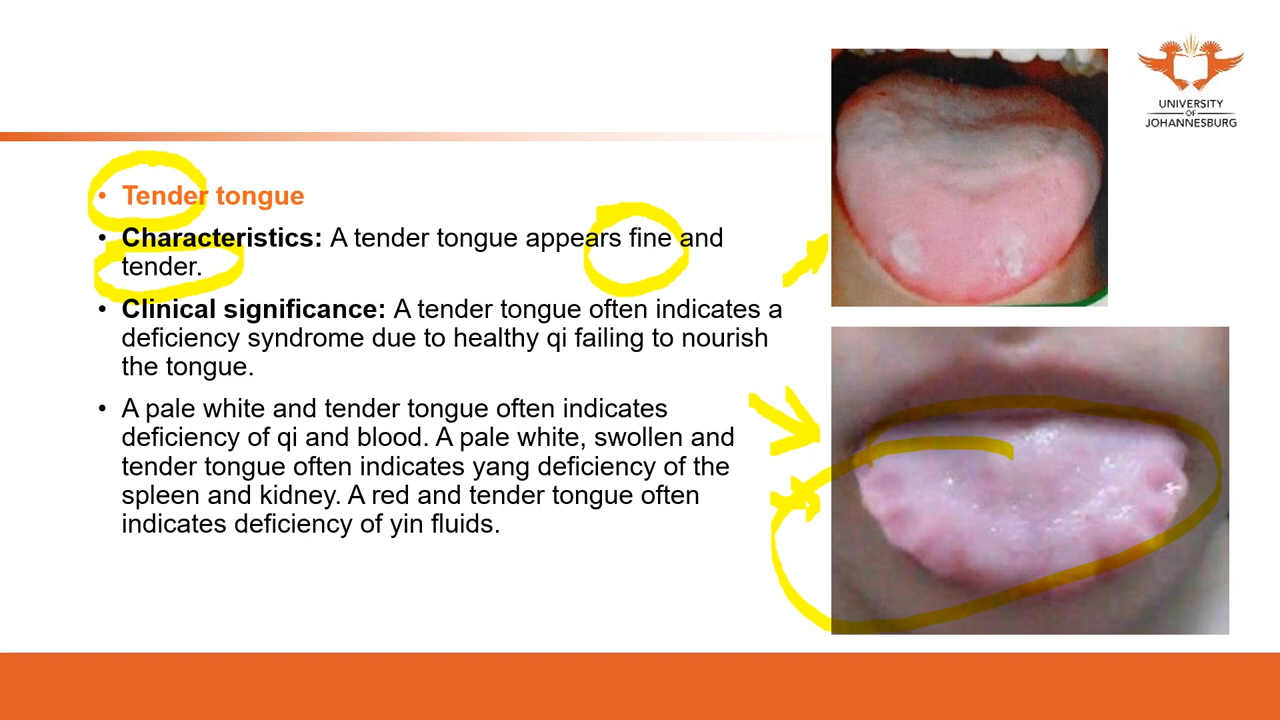 UNIVERSITY
OF
JOHANNESBURG
• Tender tongue
• Characteristics: A tender tongue appears fine and
tender.
• Clinical significance: A tender tongue often indicates a
deficiency syndrome due to healthy qi failing to nourish
the tongue.
• A pale white and tender tongue often indicates
deficiency of qi and blood. A pale white, swollen and
tender tongue often indicates yang deficiency of the
spleen and kidney. A red and tender tongue often
indicates deficiency of yin fluids.